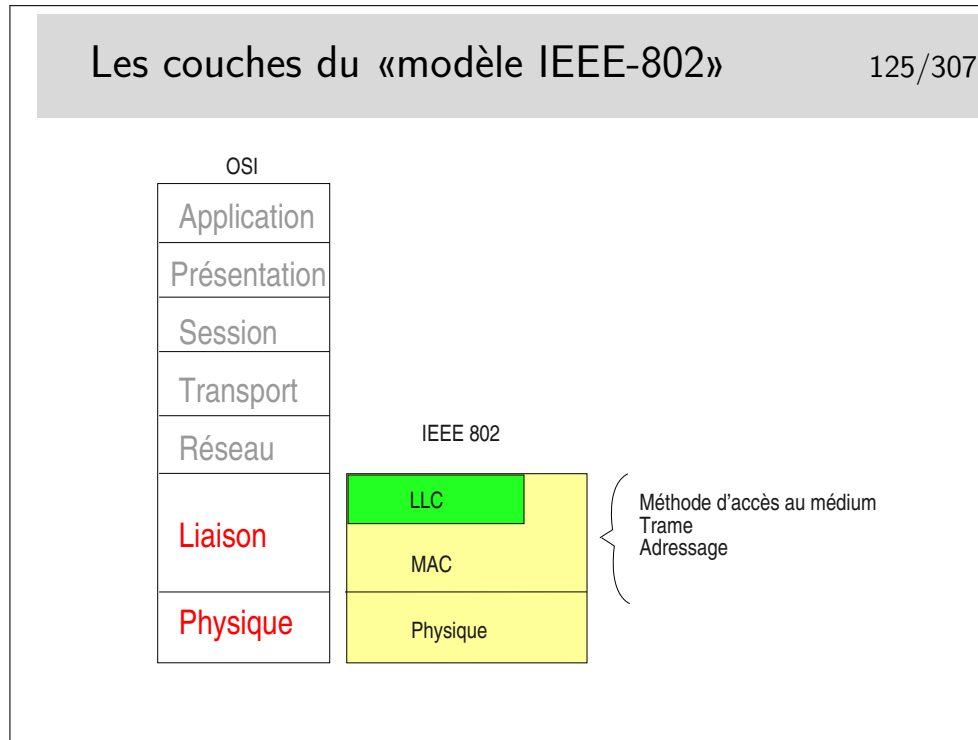 Les couches du «modèle IEEE-802» 125/307
OSI
Application
Présentation
Session
Transport
Réseau
Liaison
Physique
IEEE 802
LLC
MAC
Physique
Méthode d'accès au médium
Trame
Adressage